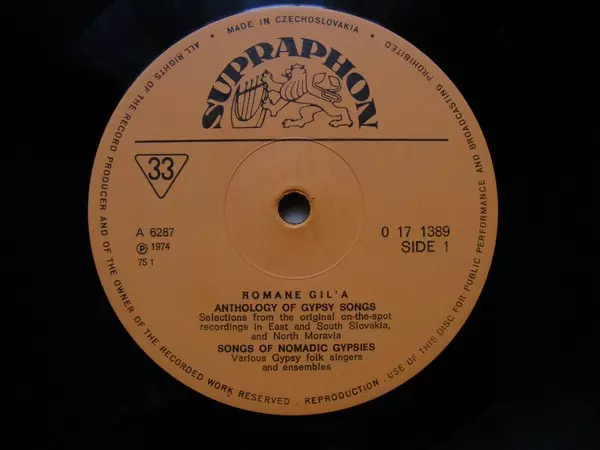 MADE IN CZECHOSLOVAKIA
ALL RIGHTS OF THE RECORD PRODUCER AND OF THE OWNER OF THE RECORDED WORK RESERVED . REPRODUCTION . USE OF THIS DISC FOR PUBLIC PERFORMANCE AND BROADCASTING PROHIBITED
SUPRAPHON
33
A 6287
Ⓟ 1974
75 1
0 17 1389
SIDE 1
ROMANE GIL'A
ANTHOLOGY OF GYPSY SONGS
Selections from the original on-the-spot
recordings in East and South Slovakia,
and North Moravia
SONGS OF NOMADIC GYPSIES
Various Gypsy folk singers
and ensembles